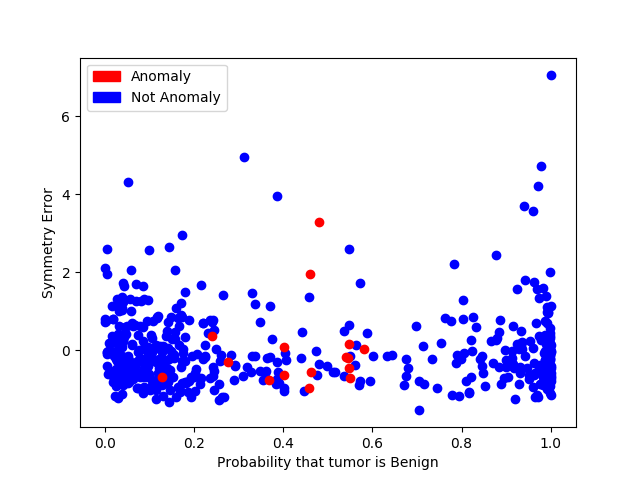 Anomaly
Not Anomaly
6
4
2
0
Symmetry Error
0.0 0.2 0.4 0.6 0.8 1.0
Probability that tumor is Benign